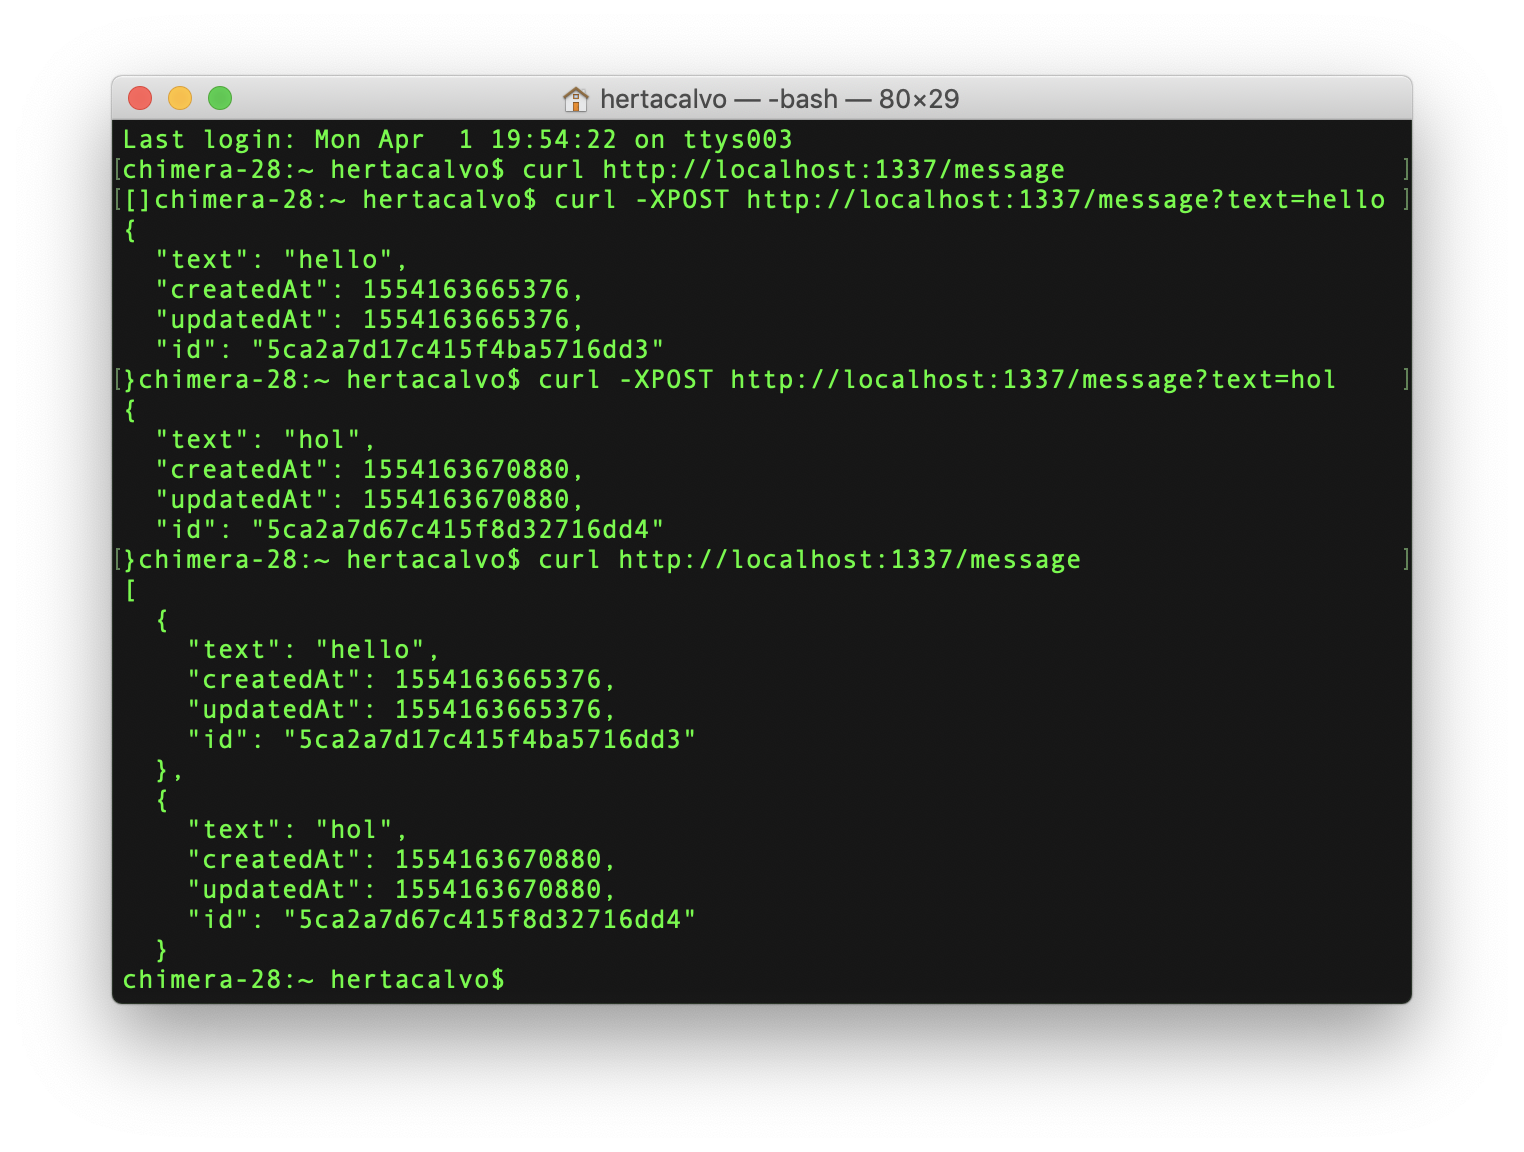 hertacalvo — -bash — 80×29
Last login: Mon Apr  1 19:54:22 on ttys003
[chimera-28:~ hertacalvo$ curl http://localhost:1337/message ]
[[]chimera-28:~ hertacalvo$ curl -XPOST http://localhost:1337/message?text=hello ]
{
  "text": "hello",
  "createdAt": 1554163665376,
  "updatedAt": 1554163665376,
  "id": "5ca2a7d17c415f4ba5716dd3"
[}chimera-28:~ hertacalvo$ curl -XPOST http://localhost:1337/message?text=hol ]
{
  "text": "hol",
  "createdAt": 1554163670880,
  "updatedAt": 1554163670880,
  "id": "5ca2a7d67c415f8d32716dd4"
[}chimera-28:~ hertacalvo$ curl http://localhost:1337/message ]
[
  {
    "text": "hello",
    "createdAt": 1554163665376,
    "updatedAt": 1554163665376,
    "id": "5ca2a7d17c415f4ba5716dd3"
  },
  {
    "text": "hol",
    "createdAt": 1554163670880,
    "updatedAt": 1554163670880,
    "id": "5ca2a7d67c415f8d32716dd4"
  }
chimera-28:~ hertacalvo$